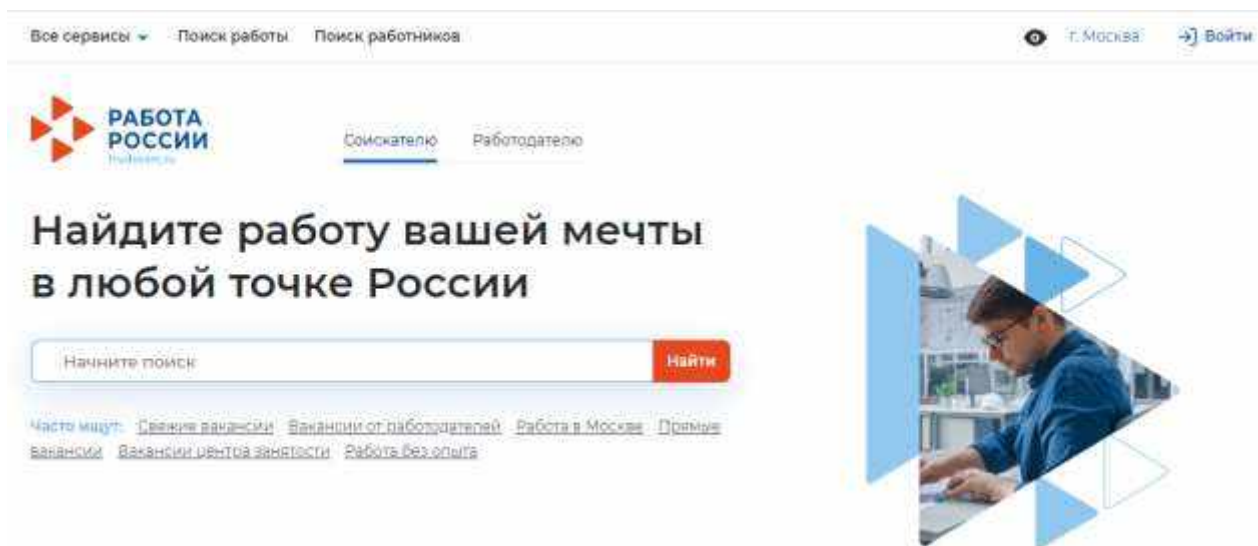 Все сервисы Поиск работы Поиск работников г. Москва Войти
РАБОТА
РОССИИ
trudvsem.ru
Соискателю Работодателю
Найдите работу вашей мечты
в любой точке России
Начните поиск Найти
Часто ищут: Свежие вакансии Вакансии от работодателей Работа в Москве Прямые
вакансии Вакансии центра занятости Работа без опыта